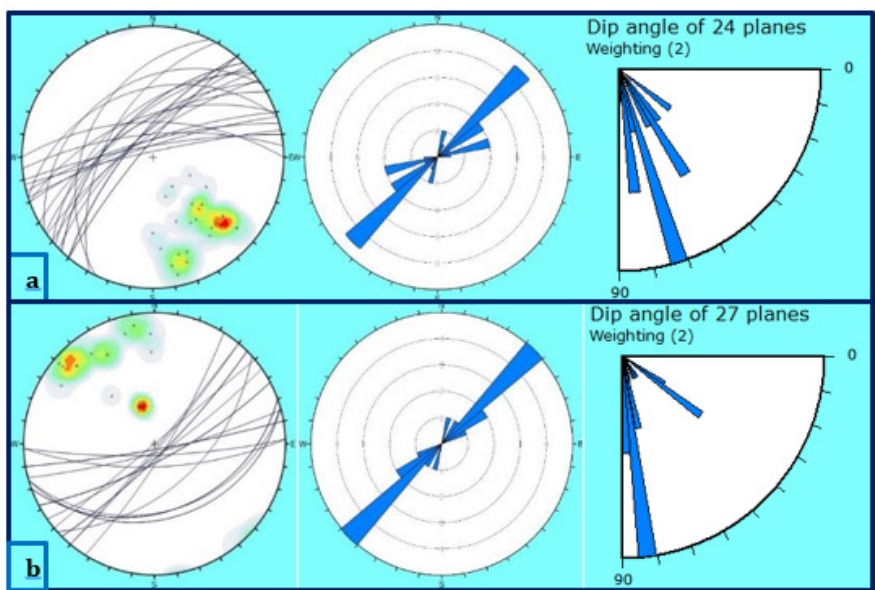 N
Dip angle of 24 planes
Weighting (2)
0
W
E
W
E
S
S
90
a
N
N
Dip angle of 27 planes
Weighting (2)
0
W
E
W
E
S
S
90
b